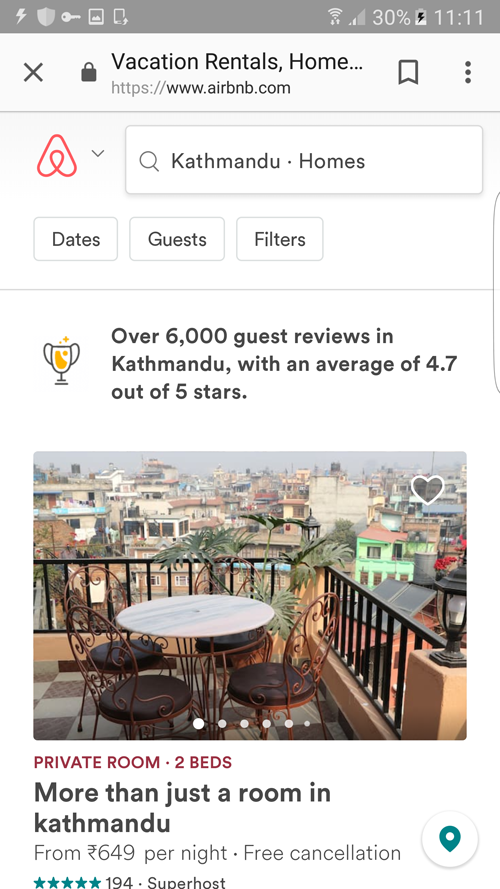 30% 11:11
Vacation Rentals, Home...
https://www.airbnb.com
Kathmandu · Homes
Dates Guests Filters
Over 6,000 guest reviews in
Kathmandu, with an average of 4.7
out of 5 stars.
PRIVATE ROOM · 2 BEDS
More than just a room in
kathmandu
From ₹649 per night · Free cancellation
194 · Superhost